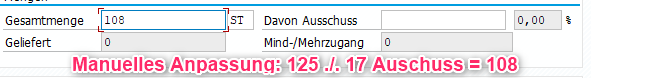 Gesamtmenge 108 ST Davon Ausschuss 0,00 %
Geliefert 0 Mind-/Mehrzugang 0
Manuelles Anpassung: 125 ./. 17 Auschuss = 108